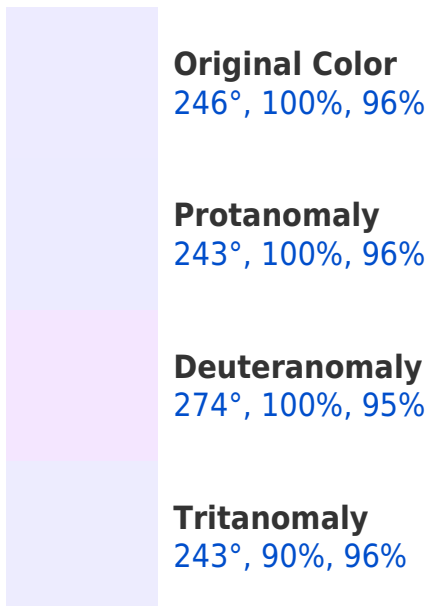 Original Color
246°, 100%, 96%
Protanomaly
243°, 100%, 96%
Deuteranomaly
274°, 100%, 95%
Tritanomaly
243°, 90%, 96%